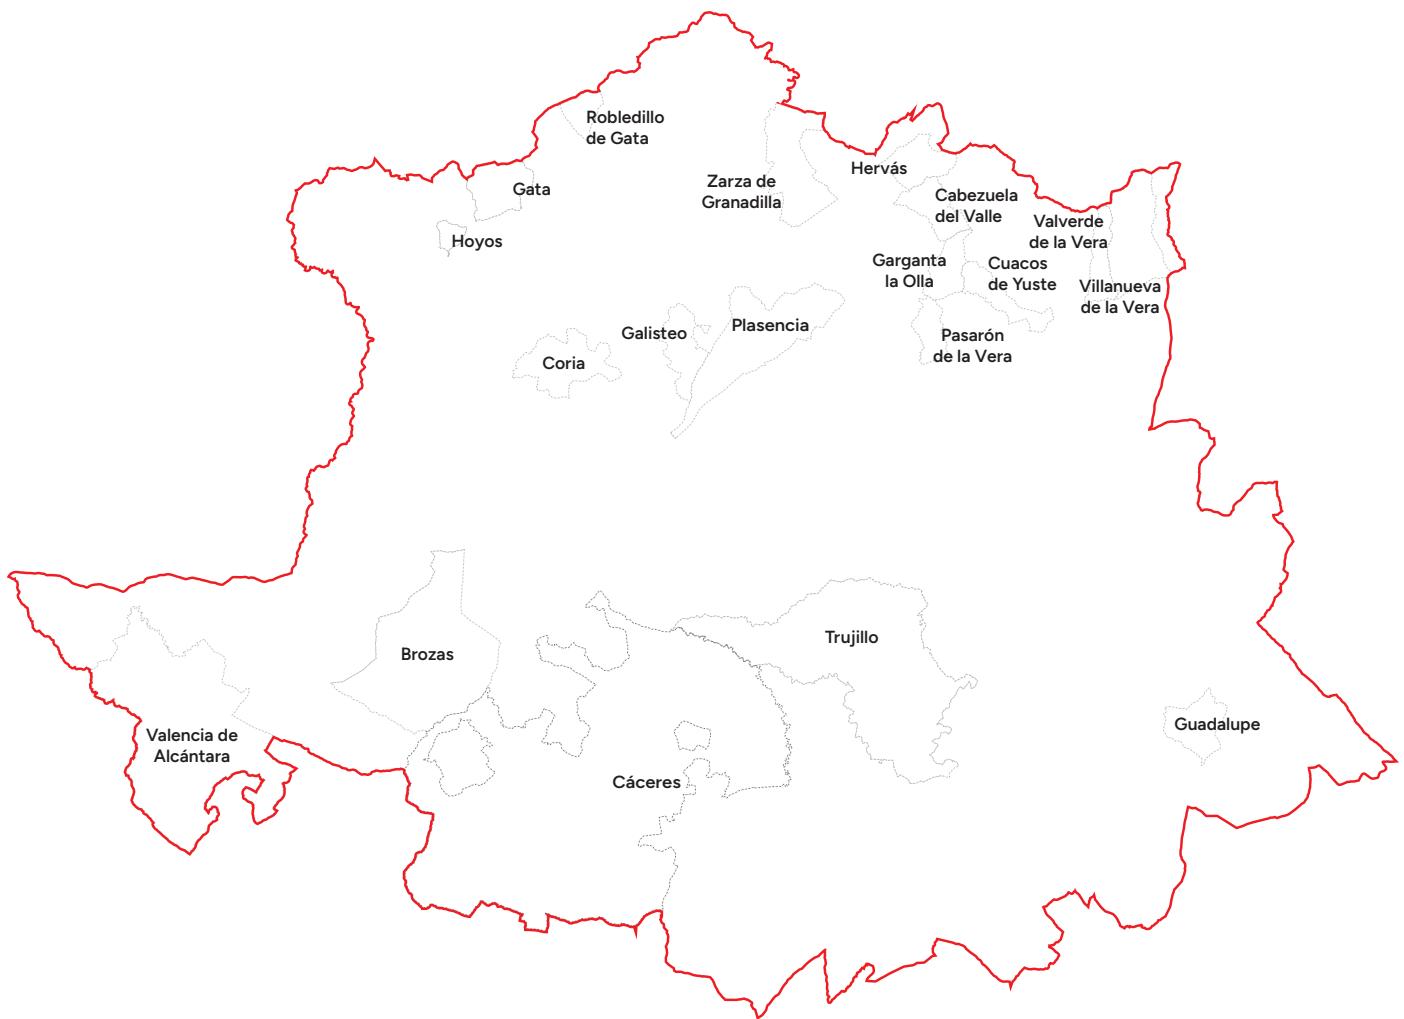 Robledillo
de Gata
Gata
Hoyos
Zarza de
Granadilla
Hervás
Cabezuela
del Valle
Valverde
de la Vera
Garganta
la Olla
Cuacos
de Yuste
Villanueva
de la Vera
Galisteo
Plasencia
Coria
Pasarón
de la Vera
Brozas
Trujillo
Valencia de
Alcántara
Cáceres
Guadalupe